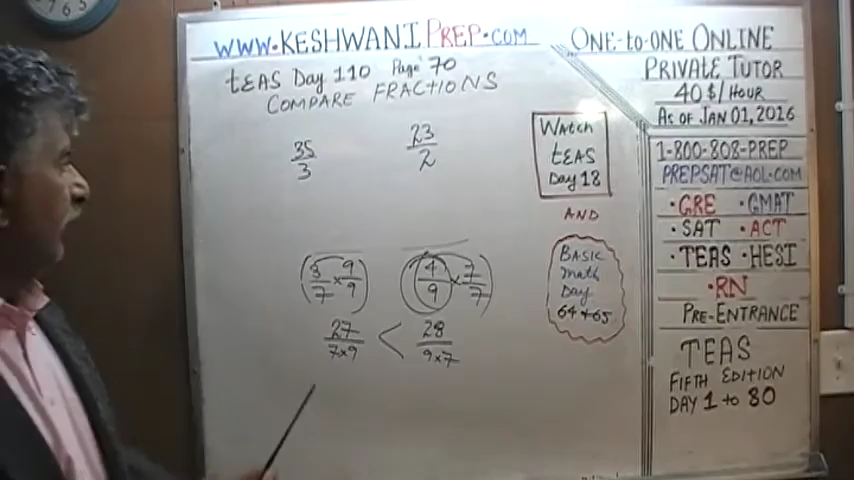 www.KESHWANIPREP.COM
tEAS Day 110 Page 70
COMPARE FRACTIONS
35/3 23/2
(3/7 × 9/9) (4/9 × 7/7)
27/7×9 < 28/9×7
Watch
tEAS
Day 18
AND
BASIC
math
Day
64+65
ONE-to-ONE ONLINE
PRIVATE TUTOR
40 $/HOUR
AS OF JAN 01, 2016
1-800-808-PREP
PREPSAT@AOL.COM
•GRE •GMAT
•SAT •ACT
•TEAS •HESI
•RN
PRE-ENTRANCE
TEAS
FIFTH EDITION
DAY 1 to 80
7 6 5